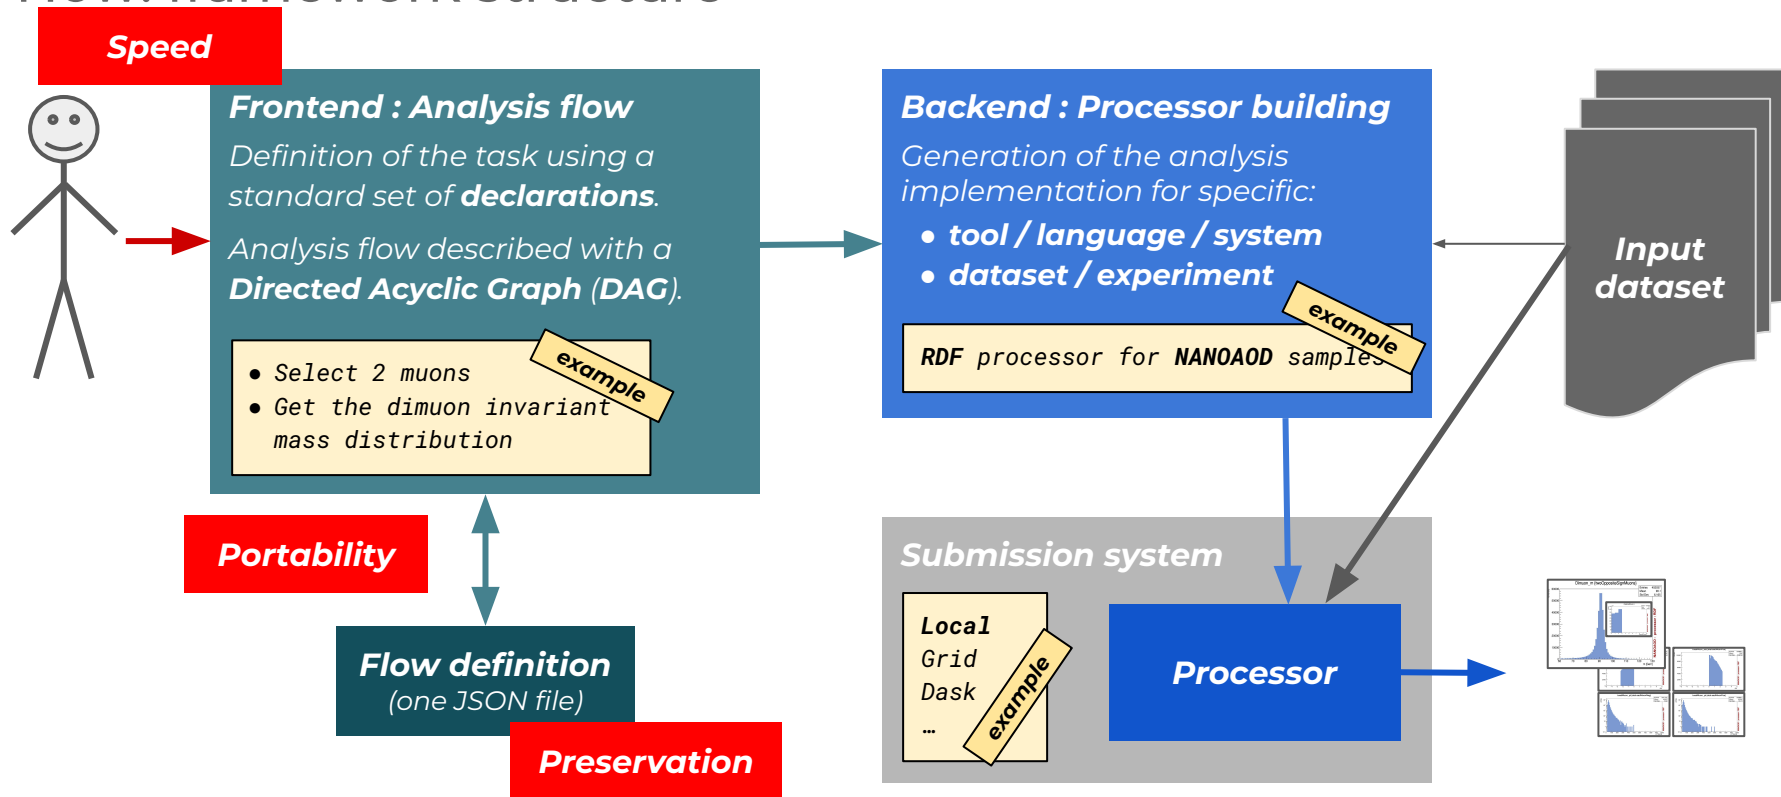 How: framework structure
Speed
Frontend : Analysis flow
Definition of the task using a
standard set of declarations.
Analysis flow described with a
Directed Acyclic Graph (DAG).
example
● Select 2 muons
● Get the dimuon invariant
mass distribution
Portability
Flow definition
(one JSON file)
Preservation
Backend : Processor building
Generation of the analysis
implementation for specific:
● tool / language / system
● dataset / experiment
example
RDF processor for NANOAOD samples
Input
dataset
Submission system
Local
Grid
Dask
…
example
Processor